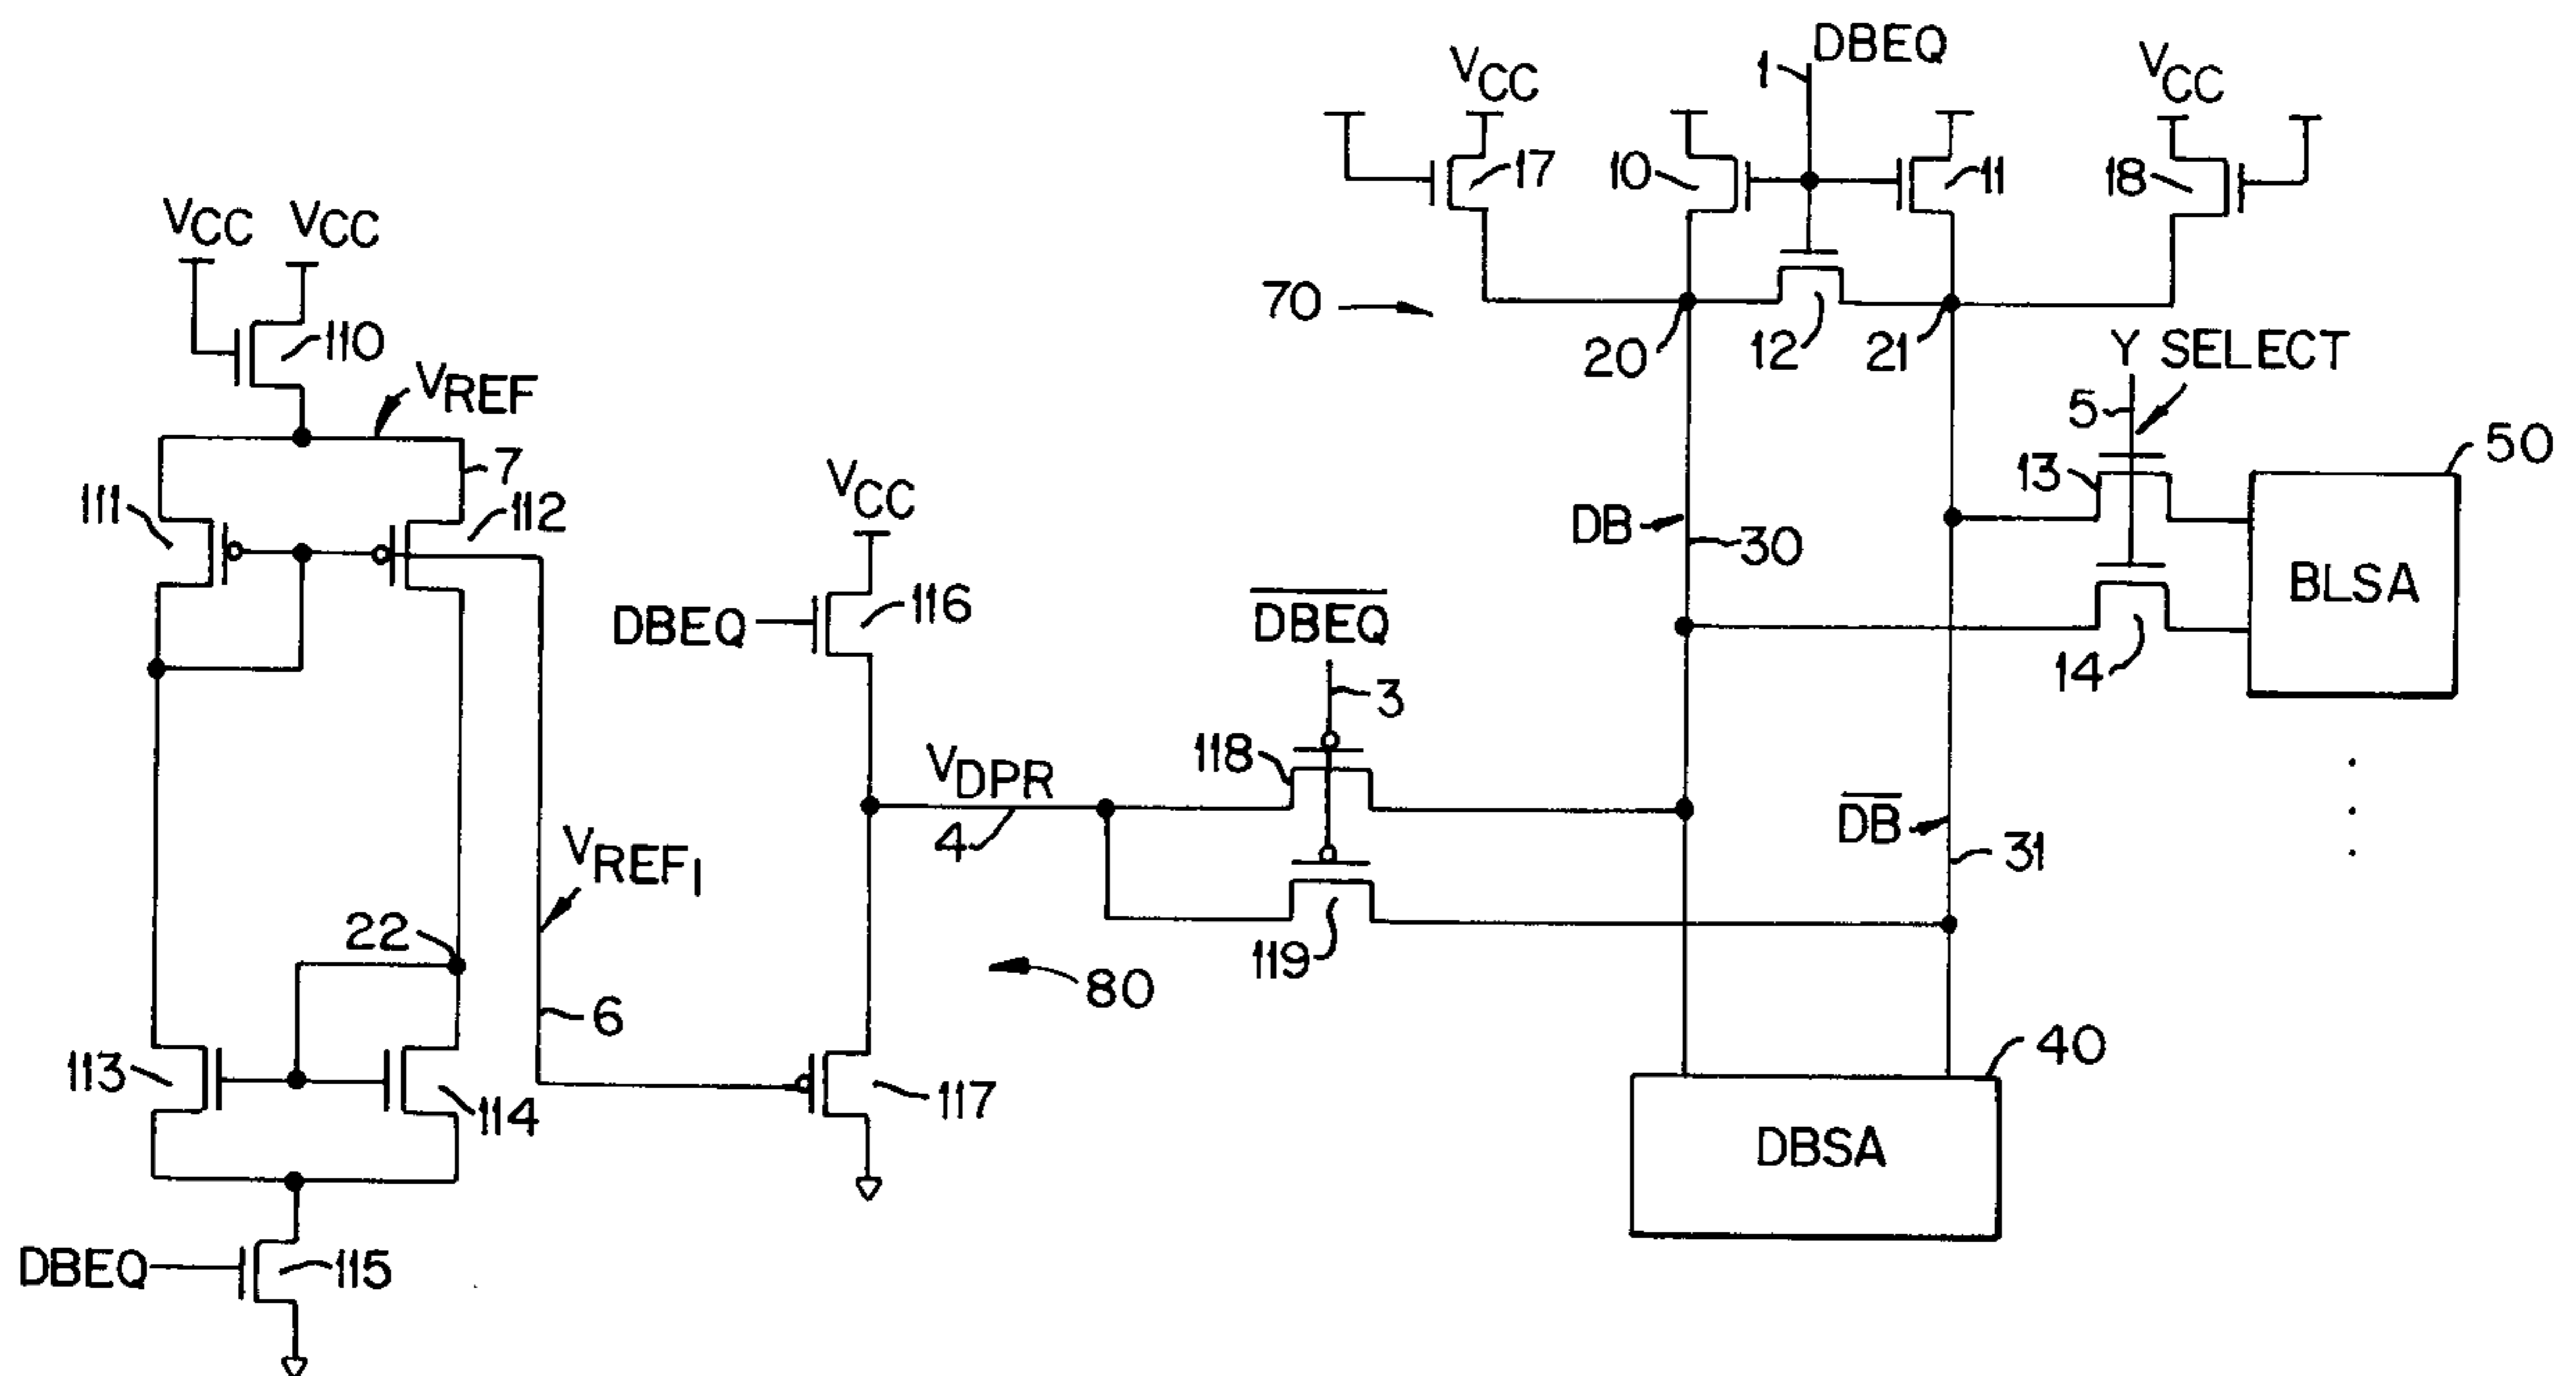 DBEQ
1
VCC
VCC
17
10
11
18
VCC
VCC
70
110
20
12
21
Y SELECT
VREF
5
7
50
13
111
112
VCC
DB
30
BLSA
116
DBEQ
DBEQ
14
3
118
VDPR
4
DB
VREF1
31
22
119
80
6
40
113
114
117
DBSA
DBEQ
115